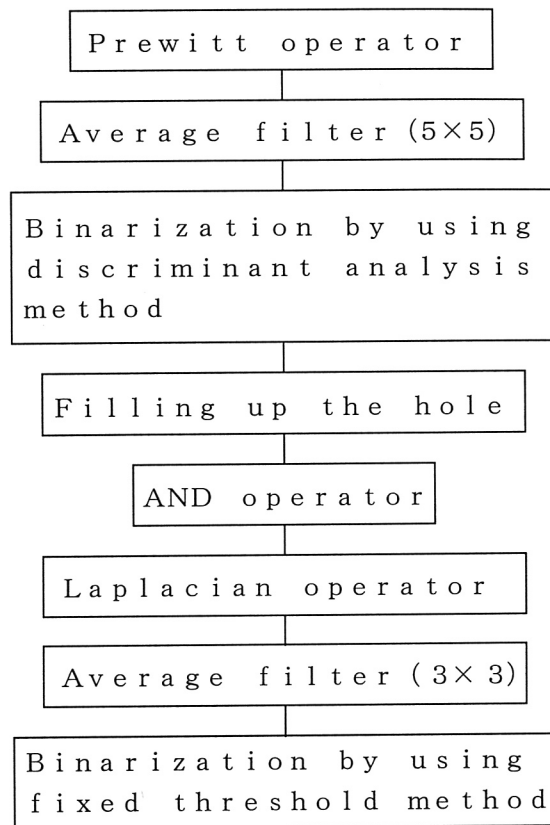 Prewitt operator
Average filter (5×5)
Binarization by using
discriminant analysis
method
Filling up the hole
AND operator
Laplacian operator
Average filter (3×3)
Binarization by using
fixed threshold method